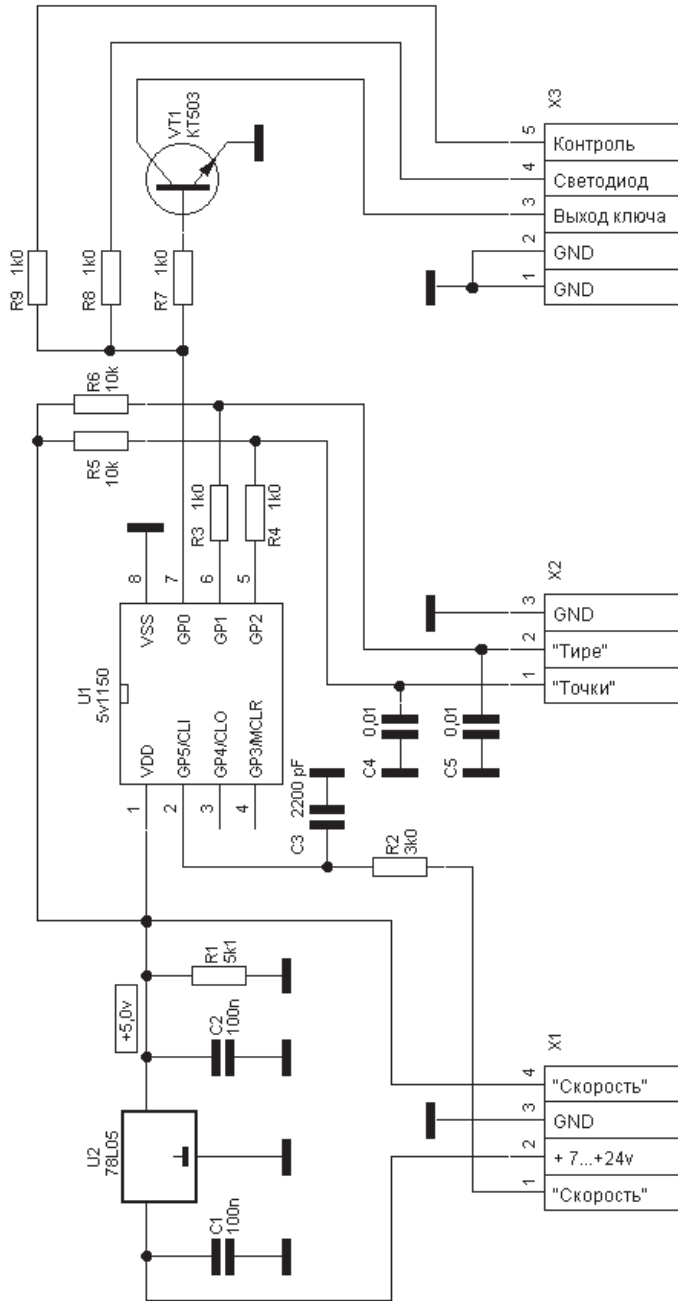 U2
78L05
+5,0v
C1
100n
C2
100n
R1
5k1
U1
5v1150
1
VDD
2
GP5/CLI
3
GP4/CLO
4
GP3/MCLR
VSS
8
GP0
7
GP1
6
GP2
5
C3
2200 pF
R2
3k0
C4
0,01
C5
0,01
R3
1k0
R4
1k0
R5
10k
R6
10k
R7
1k0
R8
1k0
R9
1k0
VT1
КТ503
X1
1
"Скорость"
2
+ 7...+24v
3
GND
4
"Скорость"
X2
1
"Точки"
2
"Тире"
3
GND
X3
1
GND
2
GND
3
Выход ключа
4
Светодиод
5
Контроль